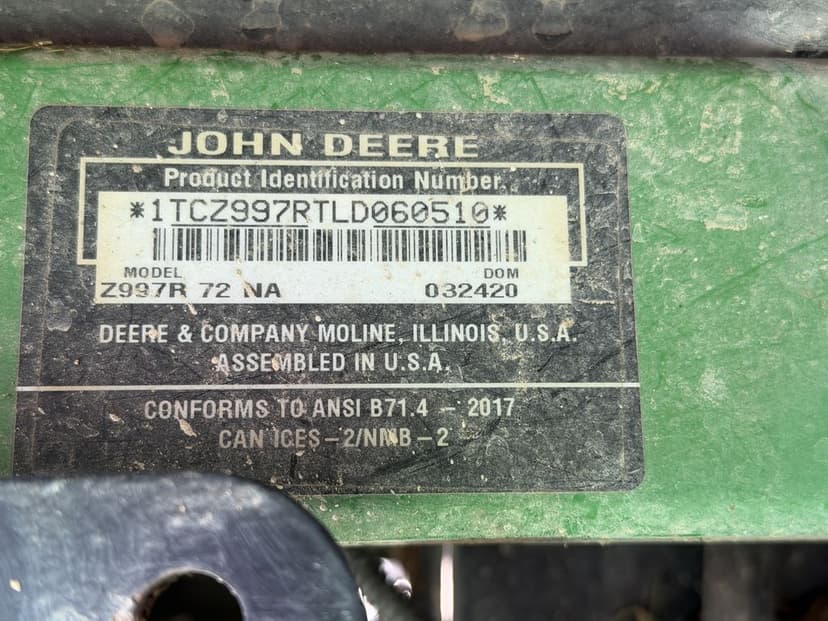 JOHN DEERE
Product Identification Number
*1TCZ997RTLD060510*
MODEL DOM
Z997R 72 NA 032420
DEERE & COMPANY MOLINE, ILLINOIS, U.S.A.
ASSEMBLED IN U.S.A.
CONFORMS TO ANSI B71.4 - 2017
CAN ICES-2/NMB-2